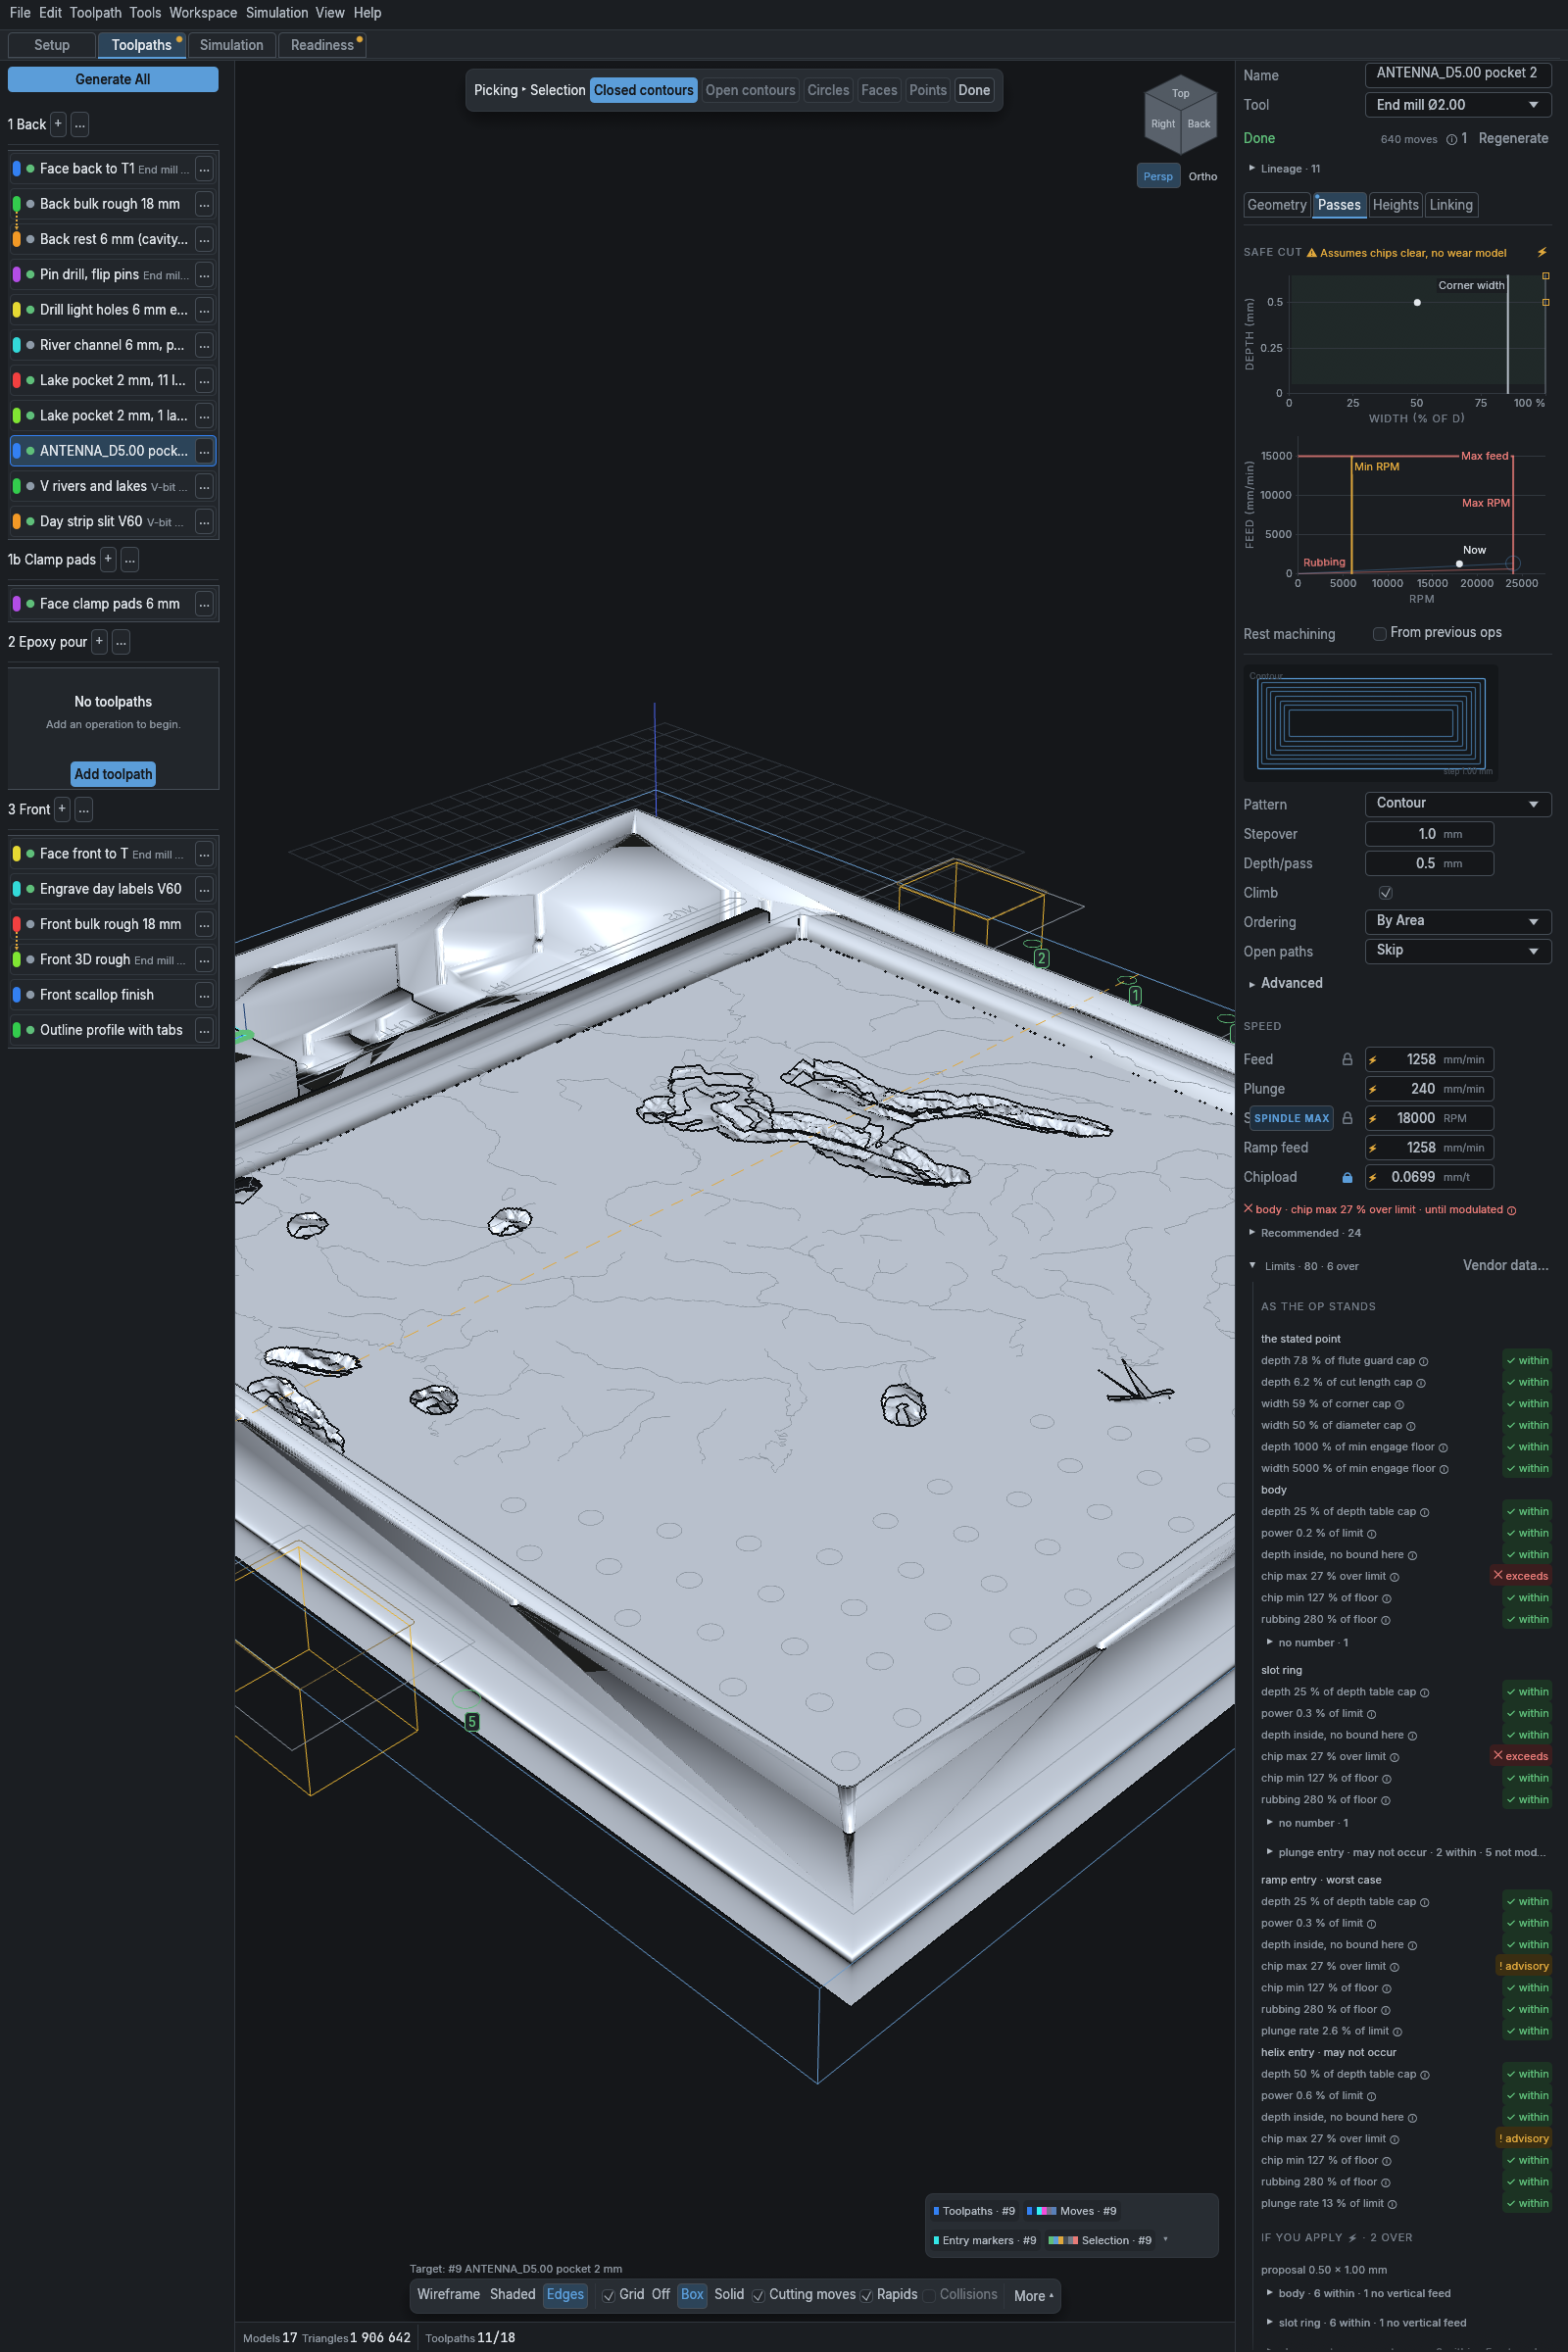 File Edit Toolpath Tools Workspace Simulation View Help
Setup Toolpaths Simulation Readiness
Generate All
1 Back + ...
Face back to T1 End mill ... ...
Back bulk rough 18 mm ...
Back rest 6 mm (cavity... ...
Pin drill, flip pins End mil... ...
Drill light holes 6 mm e... ...
River channel 6 mm, p... ...
Lake pocket 2 mm, 11 l... ...
Lake pocket 2 mm, 1 la... ...
ANTENNA_D5.00 pock... ...
V rivers and lakes V-bit ... ...
Day strip slit V60 V-bit ... ...
1b Clamp pads + ...
Face clamp pads 6 mm ...
2 Epoxy pour + ...
No toolpaths
Add an operation to begin.
Add toolpath
3 Front + ...
Face front to T End mill ... ...
Engrave day labels V60 ...
Front bulk rough 18 mm ...
Front 3D rough End mill ... ...
Front scallop finish ...
Outline profile with tabs ...
Picking ▸ Selection Closed contours Open contours Circles Faces Points Done
Top
Right Back
Persp Ortho
2
1
5
Toolpaths · #9 Moves · #9
Entry markers · #9 Selection · #9
Target: #9 ANTENNA_D5.00 pocket 2 mm
Wireframe Shaded Edges Grid Off Box Solid Cutting moves Rapids Collisions More
Models 17 Triangles 1 906 642 Toolpaths 11/18
Name ANTENNA_D5.00 pocket 2
Tool End mill Ø2.00
Done 640 moves 1 Regenerate
Lineage · 11
Geometry Passes Heights Linking
SAFE CUT Assumes chips clear, no wear model
Corner width
DEPTH (mm)
0.5
0.25
0
0 25 50 75 100 %
WIDTH (% OF D)
FEED (mm/min)
15000
10000
5000
0
Max feed
Min RPM
Max RPM
Now
Rubbing
0 5000 10000 15000 20000 25000
RPM
Rest machining From previous ops
Contour
step 1.00 mm
Pattern Contour
Stepover 1.0 mm
Depth/pass 0.5 mm
Climb
Ordering By Area
Open paths Skip
Advanced
SPEED
Feed 1258 mm/min
Plunge 240 mm/min
S SPINDLE MAX 18000 RPM
Ramp feed 1258 mm/min
Chipload 0.0699 mm/t
body · chip max 27 % over limit · until modulated
Recommended · 24
Limits · 80 · 6 over Vendor data...
AS THE OP STANDS
the stated point
depth 7.8 % of flute guard cap ✓ within
depth 6.2 % of cut length cap ✓ within
width 59 % of corner cap ✓ within
width 50 % of diameter cap ✓ within
depth 1000 % of min engage floor ✓ within
width 5000 % of min engage floor ✓ within
body
depth 25 % of depth table cap ✓ within
power 0.2 % of limit ✓ within
depth inside, no bound here ✓ within
chip max 27 % over limit exceeds
chip min 127 % of floor ✓ within
rubbing 280 % of floor ✓ within
no number · 1
slot ring
depth 25 % of depth table cap ✓ within
power 0.3 % of limit ✓ within
depth inside, no bound here ✓ within
chip max 27 % over limit exceeds
chip min 127 % of floor ✓ within
rubbing 280 % of floor ✓ within
no number · 1
plunge entry · may not occur · 2 within · 5 not mod...
ramp entry · worst case
depth 25 % of depth table cap ✓ within
power 0.3 % of limit ✓ within
depth inside, no bound here ✓ within
chip max 27 % over limit ! advisory
chip min 127 % of floor ✓ within
rubbing 280 % of floor ✓ within
plunge rate 2.6 % of limit ✓ within
helix entry · may not occur
depth 50 % of depth table cap ✓ within
power 0.6 % of limit ✓ within
depth inside, no bound here ✓ within
chip max 27 % over limit ! advisory
chip min 127 % of floor ✓ within
rubbing 280 % of floor ✓ within
plunge rate 13 % of limit ✓ within
IF YOU APPLY ⚡ · 2 OVER
proposal 0.50 × 1.00 mm
body · 6 within · 1 no vertical feed
slot ring · 6 within · 1 no vertical feed